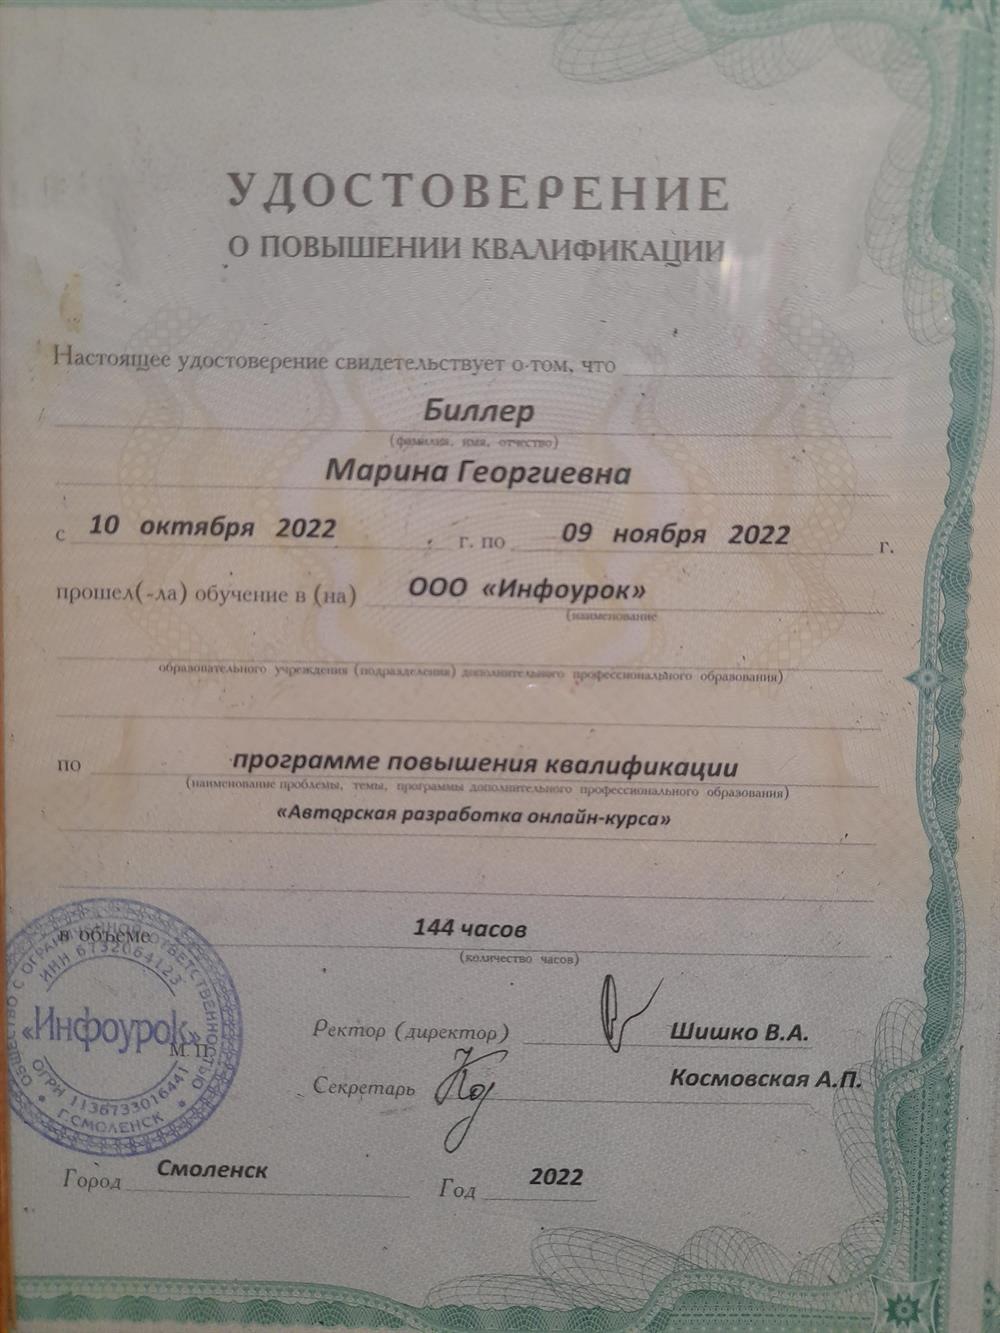 УДОСТОВЕРЕНИЕ
О ПОВЫШЕНИИ КВАЛИФИКАЦИИ
Настоящее удостоверение свидетельствует о том, что
Биллер
(фамилия, имя, отчество)
Марина Георгиевна
с 10 октября 2022 г. по 09 ноября 2022 г.
прошел(-ла) обучение в (на) ООО «Инфоурок»
(наименование
образовательного учреждения (подразделения) дополнительного профессионального образования)
по программе повышения квалификации
(наименование проблемы, темы, программы дополнительного профессионального образования)
«Авторская разработка онлайн-курса»
в объеме 144 часов
(количество часов)
ОБЩЕСТВО С ОГРАНИЧЕННОЙ ОТВЕТСТВЕННОСТЬЮ
ИНН 6732064123
«Инфоурок»
М.П.
ОГРН 1136733016441
Г.СМОЛЕНСК
Ректор (директор) Шишко В.А.
Секретарь Космовская А.П.
Город Смоленск Год 2022